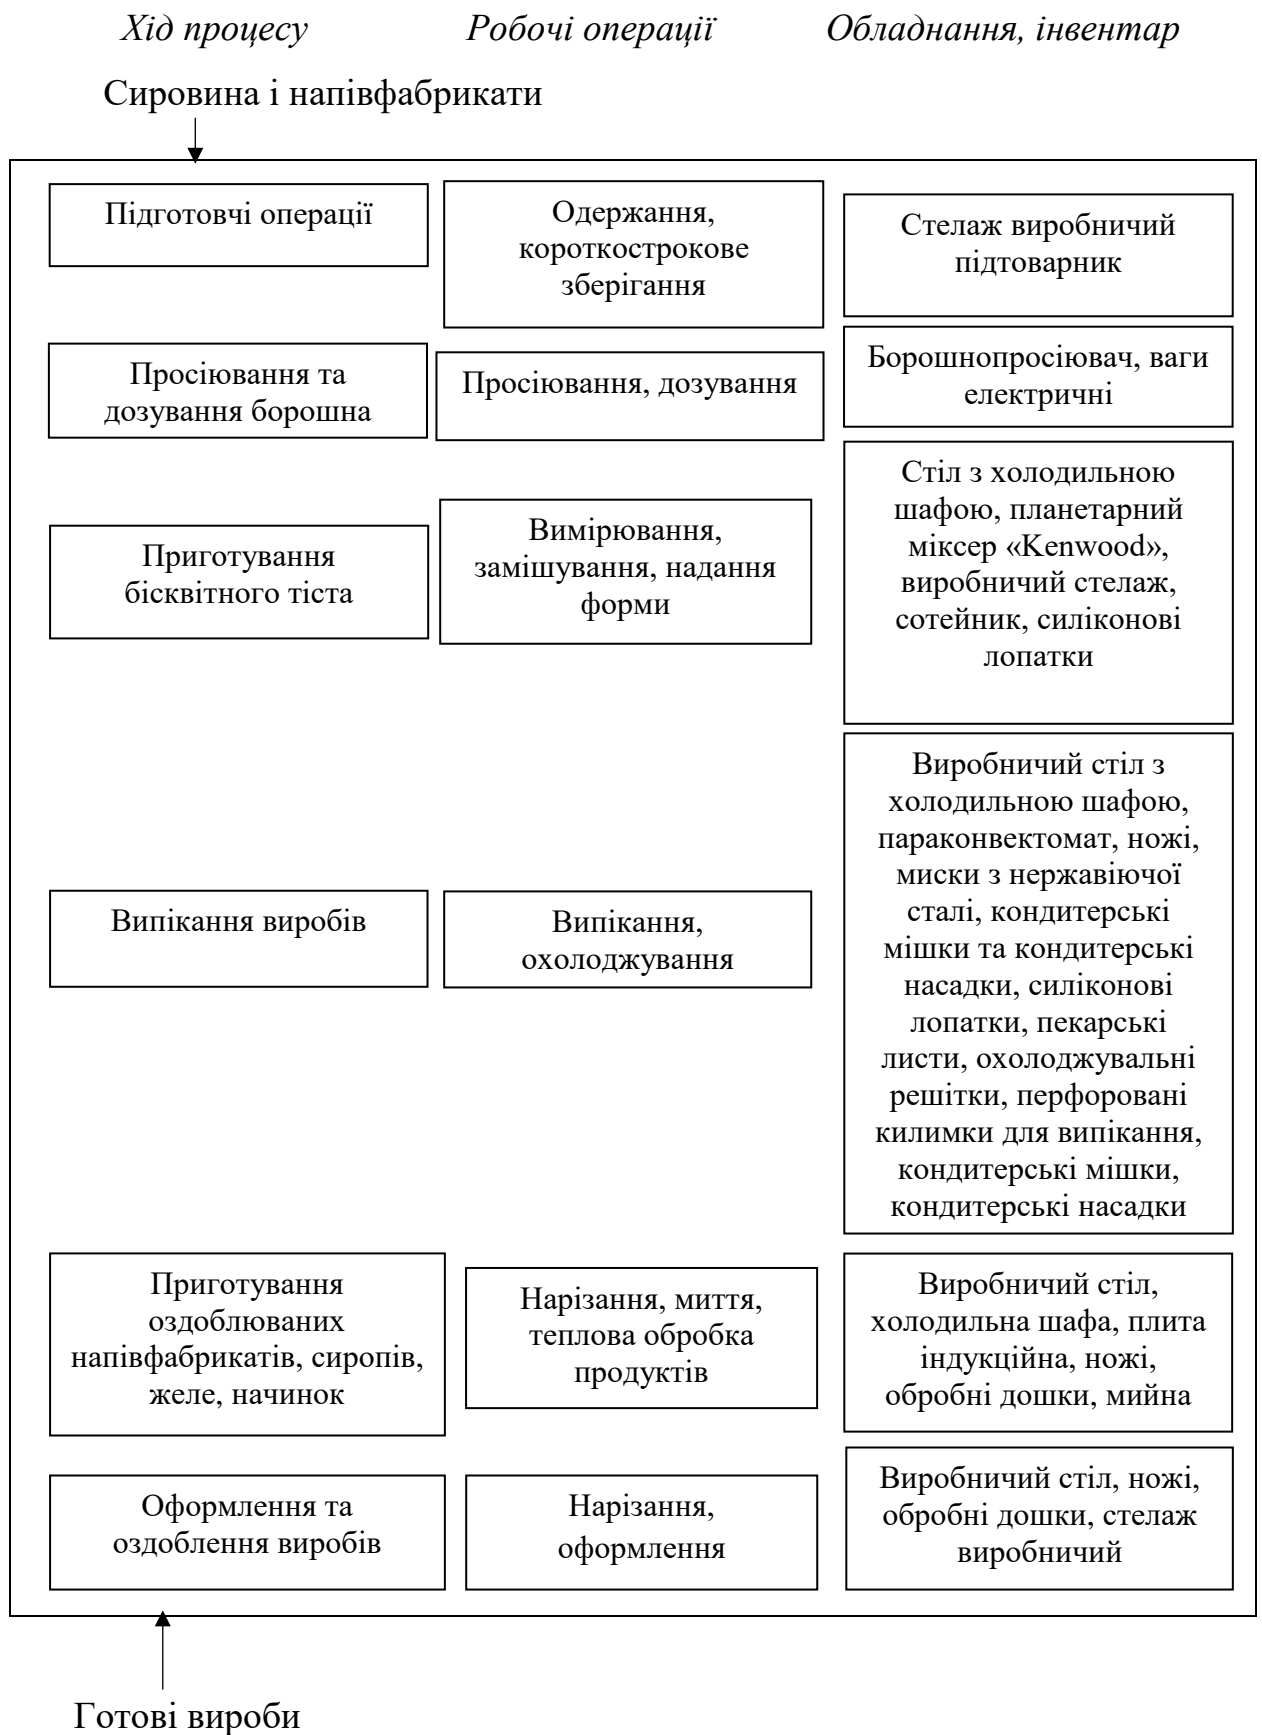 Хід процесу
Робочі операції
Обладнання, інвентар
Сировина і напівфабрикати
Підготовчі операції
Одержання,
короткострокове
зберігання
Стелаж виробничий
підтоварник
Просіювання та
дозування борошна
Просіювання, дозування
Борошнопросіювач, ваги
електричні
Приготування
бісквітного тіста
Вимірювання,
замішування, надання
форми
Стіл з холодильною
шафою, планетарний
міксер «Kenwood»,
виробничий стелаж,
сотейник, силіконові
лопатки
Випікання виробів
Випікання,
охолоджування
Виробничий стіл з
холодильною шафою,
параконвектомат, ножі,
миски з нержавіючої
сталі, кондитерські
мішки та кондитерські
насадки, силіконові
лопатки, пекарські
листи, охолоджувальні
решітки, перфоровані
килимки для випікання,
кондитерські мішки,
кондитерські насадки
Приготування
оздоблюваних
напівфабрикатів, сиропів,
желе, начинок
Нарізання, миття,
теплова обробка
продуктів
Виробничий стіл,
холодильна шафа, плита
індукційна, ножі,
обробні дошки, мийна
Оформлення та
оздоблення виробів
Нарізання,
оформлення
Виробничий стіл, ножі,
обробні дошки, стелаж
виробничий
Готові вироби